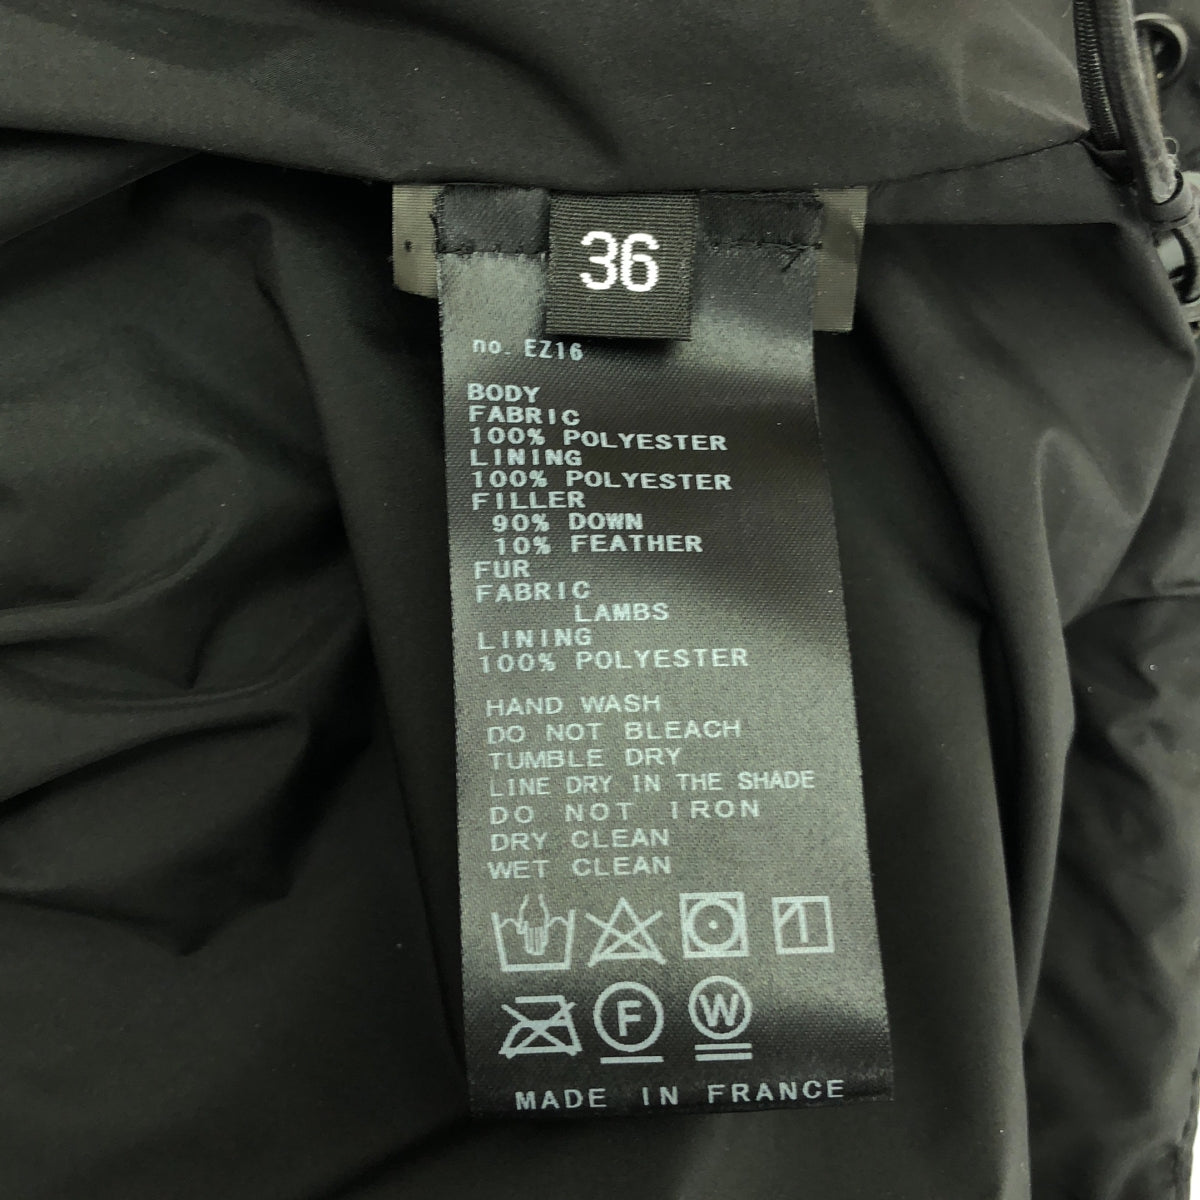 36
no. EZ16
BODY
FABRIC
100% POLYESTER
LINING
100% POLYESTER
FILLER
90% DOWN
10% FEATHER
FUR
FABRIC
LAMBS
LINING
100% POLYESTER
HAND WASH
DO NOT BLEACH
TUMBLE DRY
LINE DRY IN THE SHADE
DO NOT IRON
DRY CLEAN
WET CLEAN
F W
MADE IN FRANCE